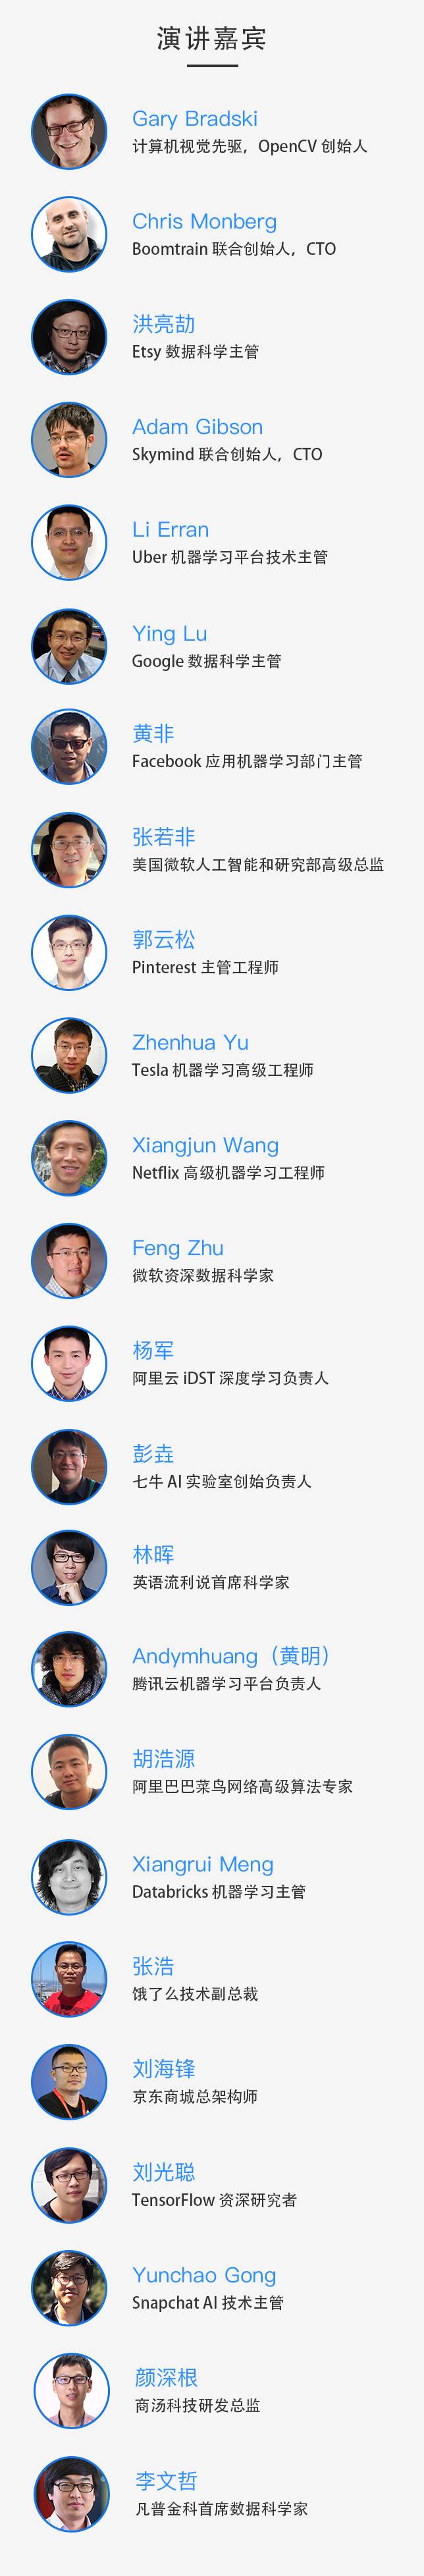 演讲嘉宾
Gary Bradski
计算机视觉先驱，OpenCV 创始人
Chris Monberg
Boomtrain 联合创始人，CTO
洪亮劼
Etsy 数据科学主管
Adam Gibson
Skymind 联合创始人，CTO
Li Erran
Uber 机器学习平台技术主管
Ying Lu
Google 数据科学主管
黄非
Facebook 应用机器学习部门主管
张若非
美国微软人工智能和研究部高级总监
郭云松
Pinterest 主管工程师
Zhenhua Yu
Tesla 机器学习高级工程师
Xiangjun Wang
Netflix 高级机器学习工程师
Feng Zhu
微软资深数据科学家
杨军
阿里云 iDST 深度学习负责人
彭垚
七牛 AI 实验室创始负责人
林晖
英语流利说首席科学家
Andymhuang（黄明）
腾讯云机器学习平台负责人
胡浩源
阿里巴巴菜鸟网络高级算法专家
Xiangrui Meng
Databricks 机器学习主管
张浩
饿了么技术副总裁
刘海锋
京东商城总架构师
刘光聪
TensorFlow 资深研究者
Yunchao Gong
Snapchat AI 技术主管
颜深根
商汤科技研发总监
李文哲
凡普金科首席数据科学家